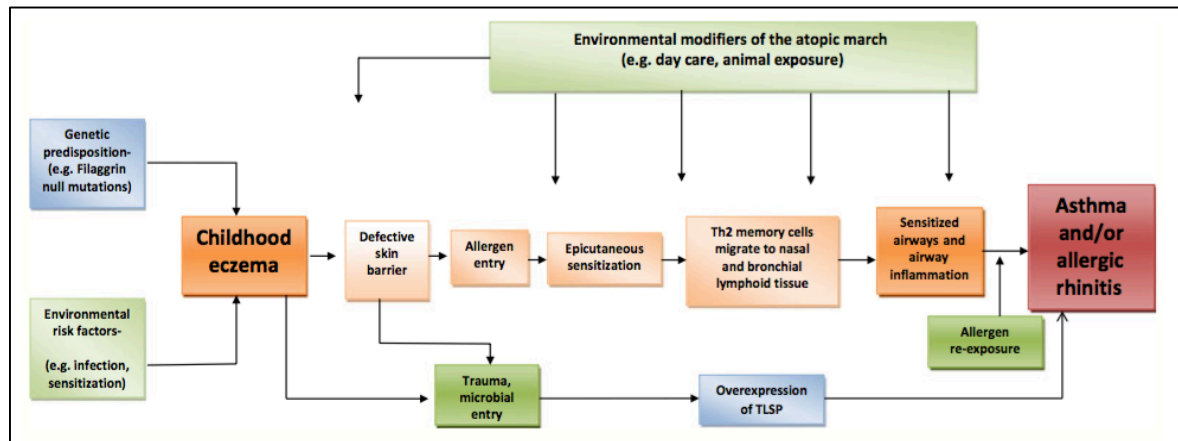 Environmental modifiers of the atopic march
(e.g. day care, animal exposure)
Genetic
predisposition-
(e.g. Filaggrin
null mutations)
Childhood
eczema
Environmental
risk factors-
(e.g. infection,
sensitization)
Defective
skin
barrier
Allergen
entry
Epicutaneous
sensitization
Th2 memory cells
migrate to nasal
and bronchial
lymphoid tissue
Sensitized
airways and
airway
inflammation
Asthma
and/or
allergic
rhinitis
Allergen
re-exposure
Trauma,
microbial
entry
Overexpression
of TLSP